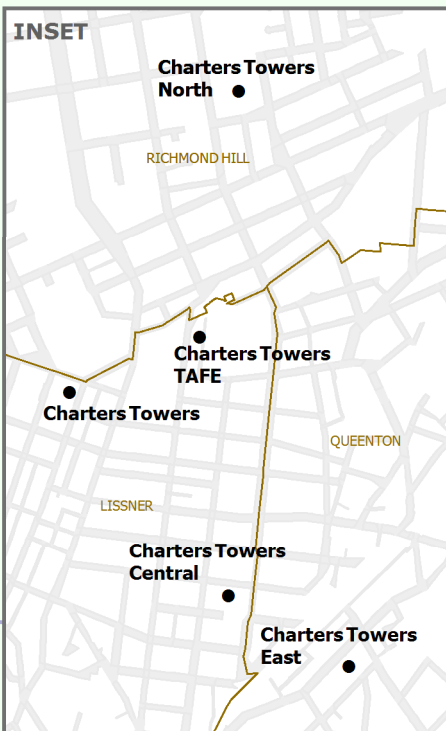 INSET
Charters Towers
North
RICHMOND HILL
Charters Towers
TAFE
Charters Towers
QUEENTON
LISSNER
Charters Towers
Central
Charters Towers
East